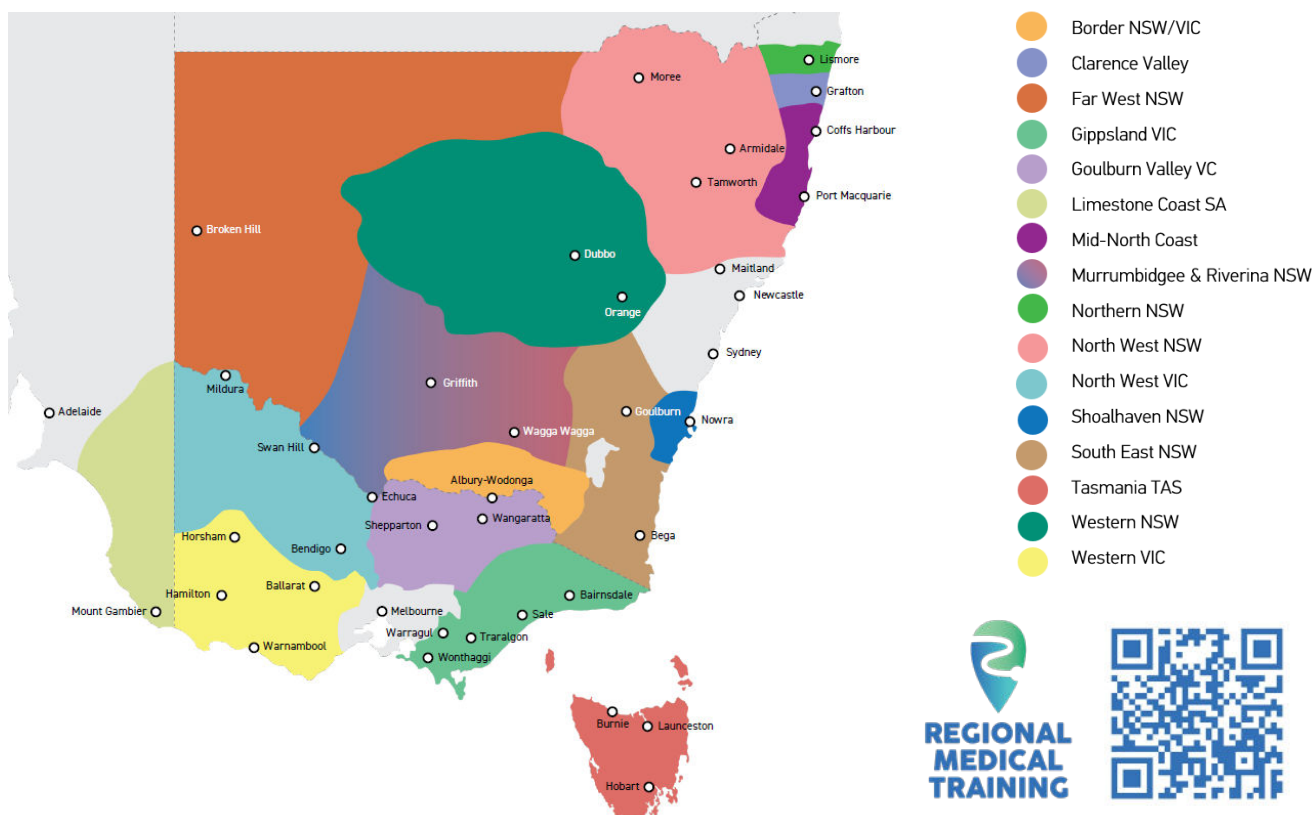 Border NSW/VIC
Clarence Valley
Far West NSW
Gippsland VIC
Goulburn Valley VC
Limestone Coast SA
Mid-North Coast
Murrumbidgee & Riverina NSW
Northern NSW
North West NSW
North West VIC
Shoalhaven NSW
South East NSW
Tasmania TAS
Western NSW
Western VIC
Lismore
Moree
Grafton
Coffs Harbour
Armidale
Tamworth
Port Macquarie
Broken Hill
Dubbo
Maitland
Newcastle
Orange
Sydney
Mildura
Griffith
Adelaide
Goulburn
Nowra
Wagga Wagga
Swan Hill
Albury-Wodonga
Echuca
Shepparton
Wangaratta
Horsham
Bega
Bendigo
Ballarat
Hamilton
Bairnsdale
Mount Gambier
Melbourne
Sale
Warragul
Traralgon
Warnambool
Wonthaggi
Burnie
Launceston
Hobart
REGIONAL
MEDICAL
TRAINING